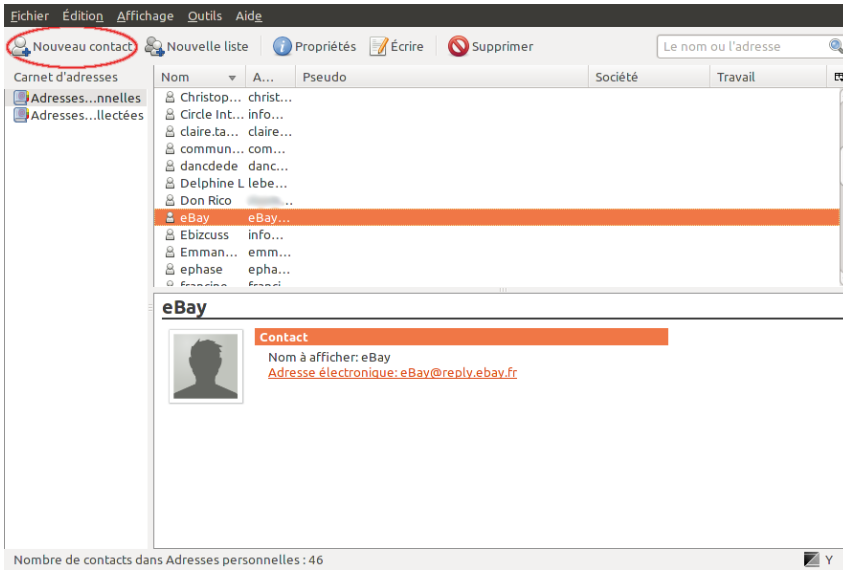 Fichier Édition Affichage Outils Aide
Nouveau contact Nouvelle liste Propriétés Écrire Supprimer Le nom ou l'adresse
Carnet d'adresses Nom A... Pseudo Société Travail
Adresses...nnelles
Adresses...llectées
Christop... christ...
Circle Int... info...
claire.ta... claire...
commun... com...
dancdede danc...
Delphine L lebe...
Don Rico
eBay eBay...
Ebizcuss info...
Emman... emm...
ephase epha...
francine franci...
eBay
Contact
Nom à afficher: eBay
Adresse électronique: eBay@reply.ebay.fr
Nombre de contacts dans Adresses personnelles : 46 Y